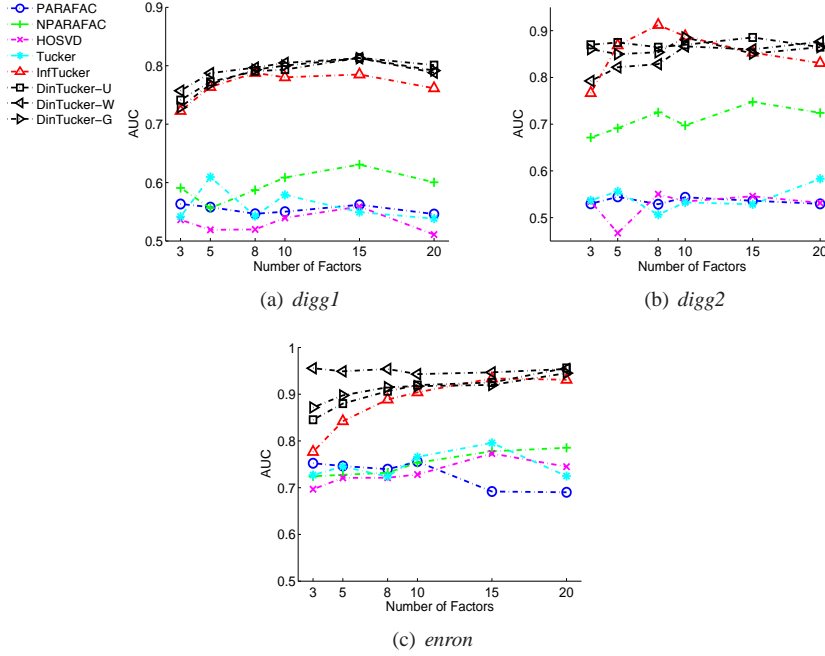 PARAFAC
NPARAFAC
HOSVD
Tucker
InfTucker
DinTucker−U
DinTucker−W
DinTucker−G
0.9
0.8
0.7
0.6
0.5
AUC
3 5 8 10 15 20
Number of Factors
(a) digg1
0.9
0.8
0.7
0.6
0.5
AUC
3 5 8 10 15 20
Number of Factors
(b) digg2
1
0.9
0.8
0.7
0.6
0.5
AUC
3 5 8 10 15 20
Number of Factors
(c) enron